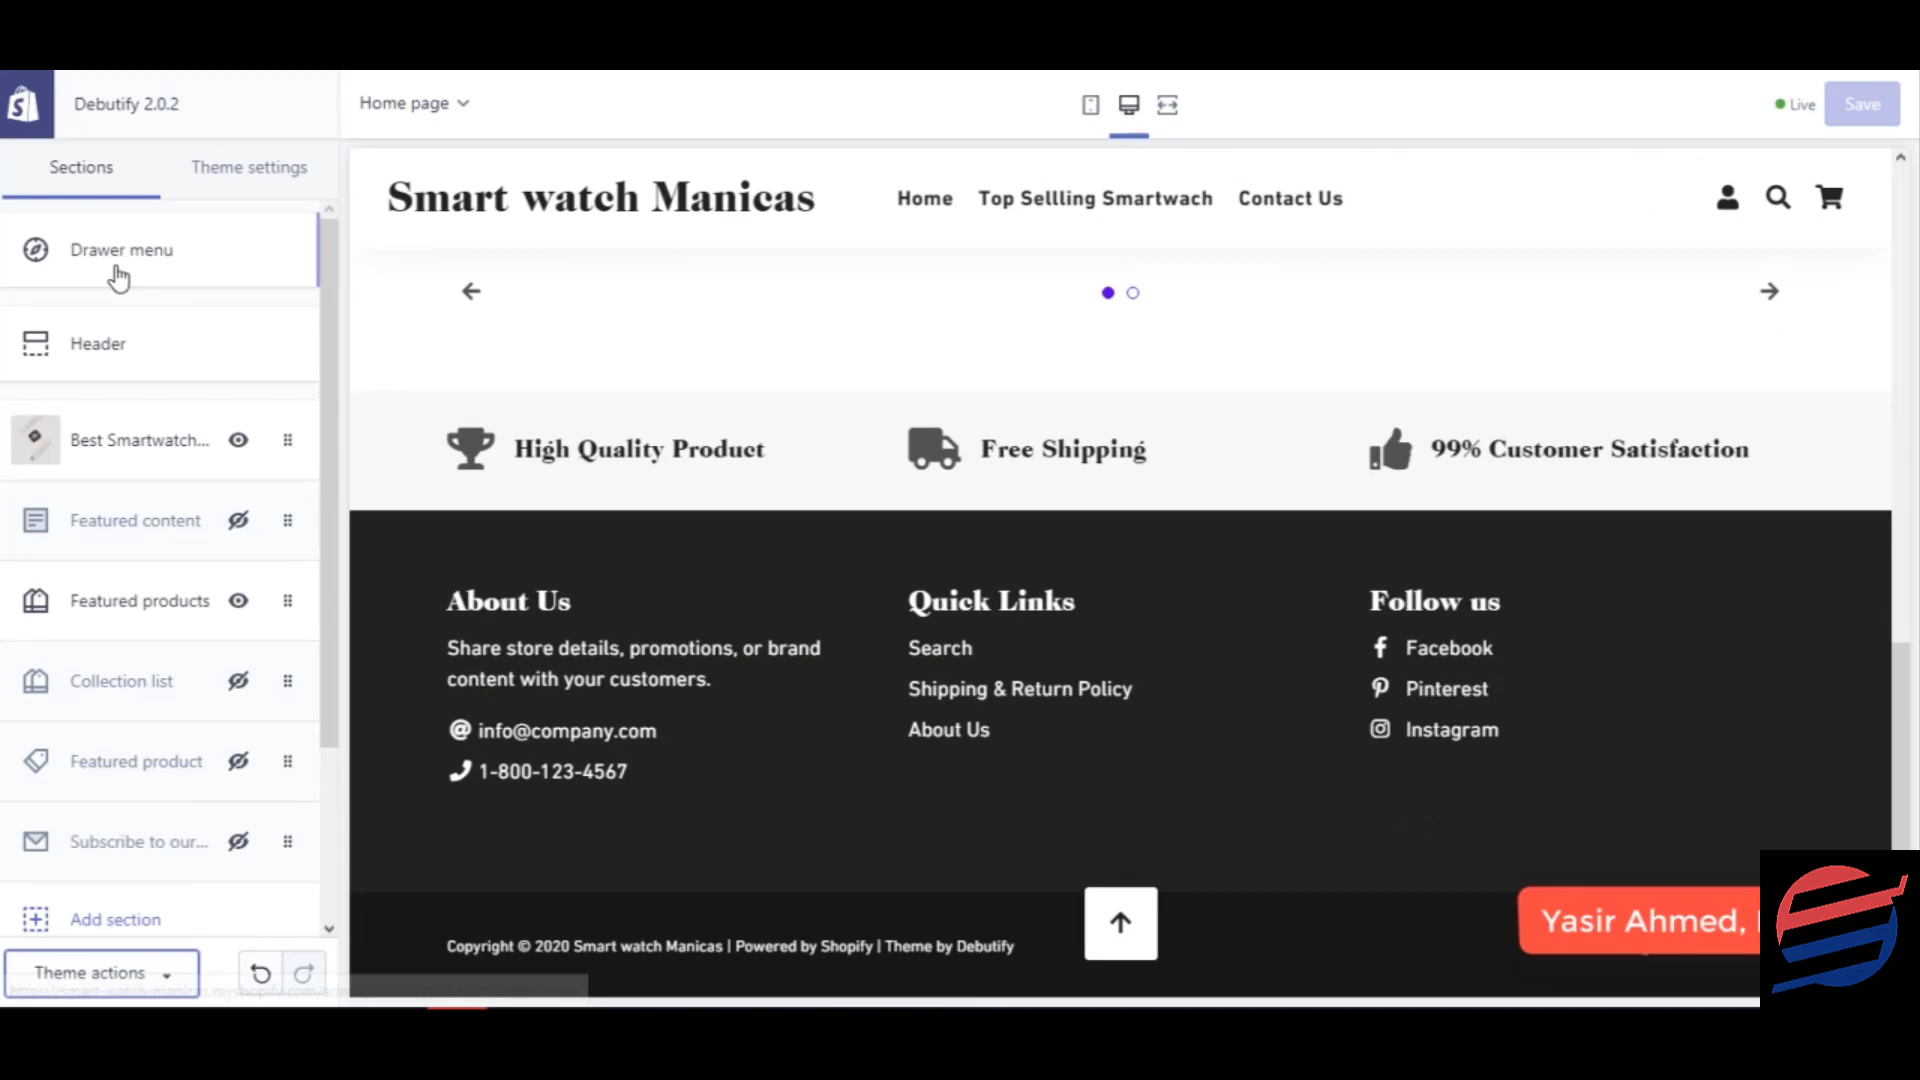 Debutify 2.0.2
Home page
Live
Save
Sections
Theme settings
Drawer menu
Header
Best Smartwatch...
Featured content
Featured products
Collection list
Featured product
Subscribe to our...
Add section
Theme actions
Smart watch Manicas
Home
Top Sellling Smartwach
Contact Us
High Quality Product
Free Shipping
99% Customer Satisfaction
About Us
Share store details, promotions, or brand
content with your customers.
info@company.com
1-800-123-4567
Quick Links
Search
Shipping & Return Policy
About Us
Follow us
Facebook
Pinterest
Instagram
Copyright © 2020 Smart watch Manicas | Powered by Shopify | Theme by Debutify
Yasir Ahmed,